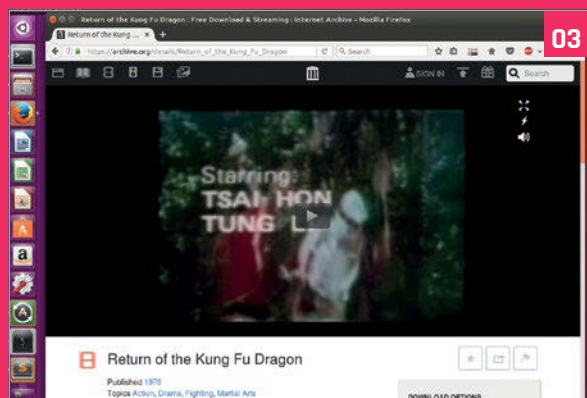 Return of the Kung Fu Dragon : Free Download & Streaming : Internet Archive - Mozilla Firefox
03
Return of the Kung ...
https://archive.org/details/Return_of_the_Kung_Fu_Dragon
Search
SIGN IN
Search
Starring:
TSAI HON
TUNG L
Return of the Kung Fu Dragon
Published 1976
Topics Action, Drama, Fighting, Martial Arts
DOWNLOAD OPTIONS